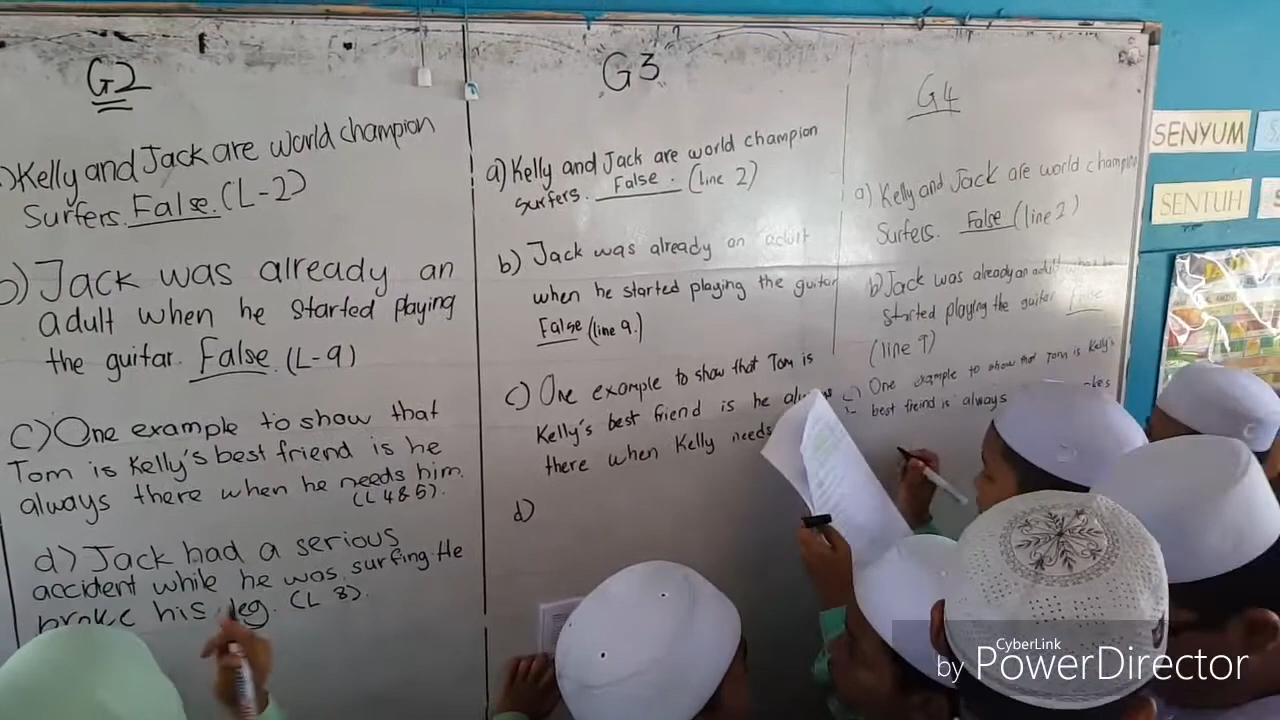 G2
)Kelly and Jack are world champion
Surfers. False. (L-2)
b) Jack was already an
adult when he started playing
the guitar. False. (L-9)
C) One example to show that
Tom is Kelly's best friend is he
always there when he needs him.
(L 4&5).
d) Jack had a serious
accident while he was surfing He
broke his leg. (L 8).
G3
a) Kelly and Jack are world champion
surfers. False. (line 2)
b) Jack was already an adult
when he started playing the guitar
False (line 9.)
c) One example to show that Tom is
Kelly's best friend is he
there when Kelly needs
d)
G4
a) Kelly and Jack are world champion
Surfers. False (line 2)
b) Jack was already an adult
started playing the guitar False
(line 9)
c) One example to show that Tom is Kelly's
best freind is always
SENYUM
SENTUH
CyberLink
by PowerDirector